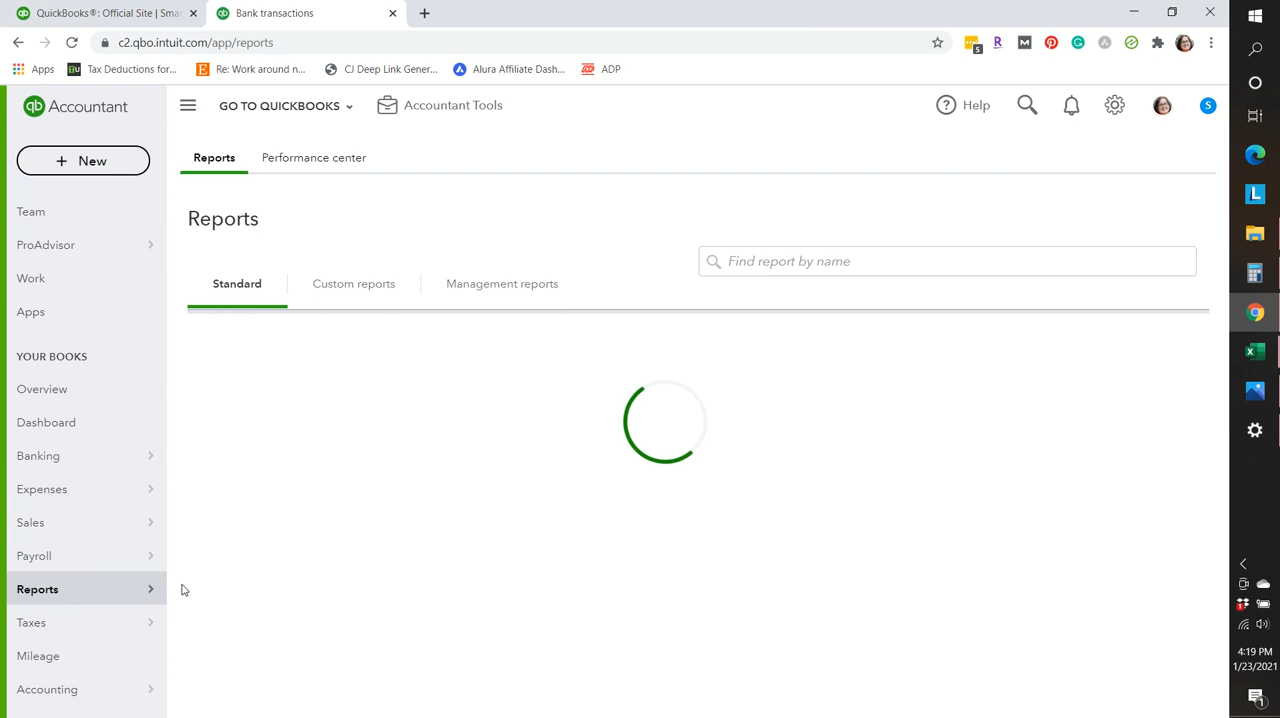 QuickBooks®: Official Site | Sma
Bank transactions
c2.qbo.intuit.com/app/reports
5
Apps
Tax Deductions for...
Re: Work around n...
CJ Deep Link Gener...
Alura Affiliate Dash...
ADP
qb Accountant
GO TO QUICKBOOKS
Accountant Tools
Help
S
+ New
Reports
Performance center
Team
ProAdvisor
Work
Apps
YOUR BOOKS
Overview
Dashboard
Banking
Expenses
Sales
Payroll
Reports
Taxes
Mileage
Accounting
Reports
Find report by name
Standard
Custom reports
Management reports
4:19 PM
1/23/2021
1